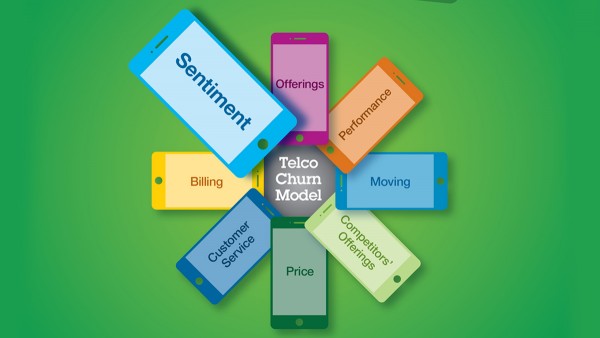 Sentiment
Offerings
Performance
Moving
Competitors'
Offerings
Price
Customer
Service
Billing
Telco
Churn
Model